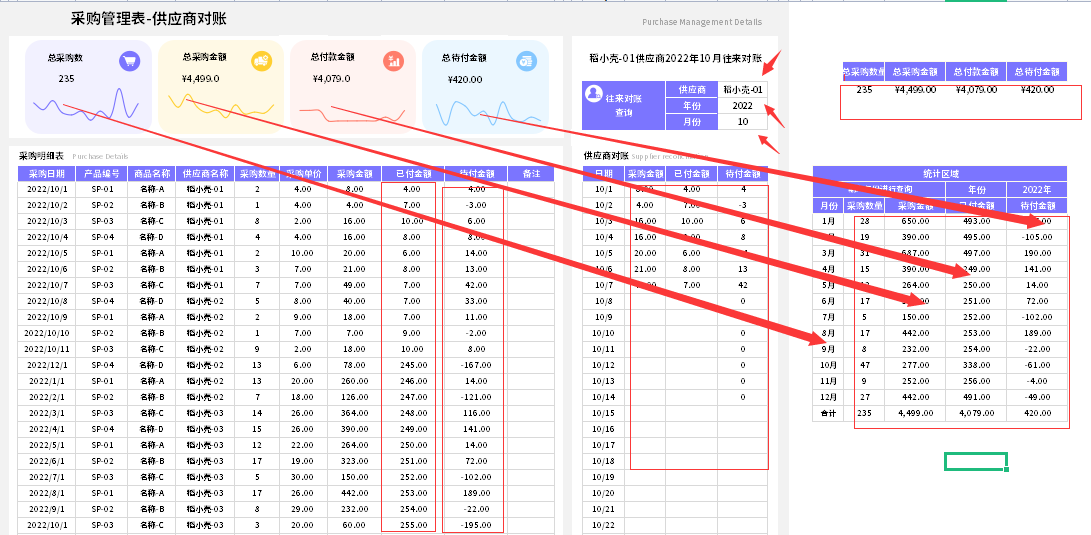 采购管理表-供应商对账
Purchase Management Details
总采购数
235
总采购金额
¥4,499.0
总付款金额
¥4,079.0
总待付金额
¥420.00
稻小壳-01供应商2022年10月往来对账
往来对账
查询
供应商 稻小壳-01
年份 2022
月份 10
总采购数量 总采购金额 总付款金额 总待付金额
235 ¥4,499.00 ¥4,079.00 ¥420.00
采购明细表 Purchase Details
采购日期 产品编号 商品名称 供应商名称 采购数量 采购单价 采购金额 已付金额 待付金额 备注
2022/10/1 SP-01 名称-A 稻小壳-01 2 4.00 8.00 4.00 4.00
2022/10/2 SP-02 名称-B 稻小壳-01 1 4.00 4.00 7.00 -3.00
2022/10/3 SP-03 名称-C 稻小壳-01 8 2.00 16.00 10.00 6.00
2022/10/4 SP-04 名称-D 稻小壳-01 4 4.00 16.00 8.00 8.00
2022/10/5 SP-01 名称-A 稻小壳-01 2 10.00 20.00 6.00 14.00
2022/10/6 SP-02 名称-B 稻小壳-01 3 7.00 21.00 8.00 13.00
2022/10/7 SP-03 名称-C 稻小壳-01 7 7.00 49.00 7.00 42.00
2022/10/8 SP-04 名称-D 稻小壳-02 5 8.00 40.00 7.00 33.00
2022/10/9 SP-01 名称-A 稻小壳-02 2 9.00 18.00 7.00 11.00
2022/10/10 SP-02 名称-B 稻小壳-02 1 7.00 7.00 9.00 -2.00
2022/10/11 SP-03 名称-C 稻小壳-02 9 2.00 18.00 10.00 8.00
2022/12/1 SP-04 名称-D 稻小壳-02 13 6.00 78.00 245.00 -167.00
2022/1/1 SP-01 名称-A 稻小壳-02 13 20.00 260.00 246.00 14.00
2022/2/1 SP-02 名称-B 稻小壳-02 7 18.00 126.00 247.00 -121.00
2022/3/1 SP-03 名称-C 稻小壳-03 14 26.00 364.00 248.00 116.00
2022/4/1 SP-04 名称-D 稻小壳-03 15 26.00 390.00 249.00 141.00
2022/5/1 SP-01 名称-A 稻小壳-03 12 22.00 264.00 250.00 14.00
2022/6/1 SP-02 名称-B 稻小壳-03 17 19.00 323.00 251.00 72.00
2022/7/1 SP-03 名称-C 稻小壳-03 5 30.00 150.00 252.00 -102.00
2022/8/1 SP-01 名称-A 稻小壳-03 17 26.00 442.00 253.00 189.00
2022/9/1 SP-02 名称-B 稻小壳-03 8 29.00 232.00 254.00 -22.00
2022/10/1 SP-03 名称-C 稻小壳-03 3 20.00 60.00 255.00 -195.00
供应商对账
日期 采购金额 已付金额 待付金额
10/1 8.00 4.00 4
10/2 4.00 7.00 -3
10/3 16.00 10.00 6
10/4 16.00 8.00 8
10/5 20.00 6.00
10/6 21.00 8.00 13
10/7 7.00 42
10/8
10/9
10/10 0
10/11 0
10/12 0
10/13 0
10/14 0
10/15
10/16
10/17
10/18
10/19
10/20
10/21
10/22
统计区域
进行查询 年份 2022年
月份 采购数量 采购金额 已付金额 待付金额
1月 28 650.00 493.00
19 390.00 495.00 -105.00
3月 31 687.00 497.00 190.00
4月 15 390.00 249.00 141.00
5月 264.00 250.00 14.00
6月 17 251.00 72.00
7月 5 150.00 252.00 -102.00
8月 17 442.00 253.00 189.00
9月 8 232.00 254.00 -22.00
10月 47 277.00 338.00 -61.00
11月 9 252.00 256.00 -4.00
12月 27 442.00 491.00 -49.00
合计 235 4,499.00 4,079.00 420.00